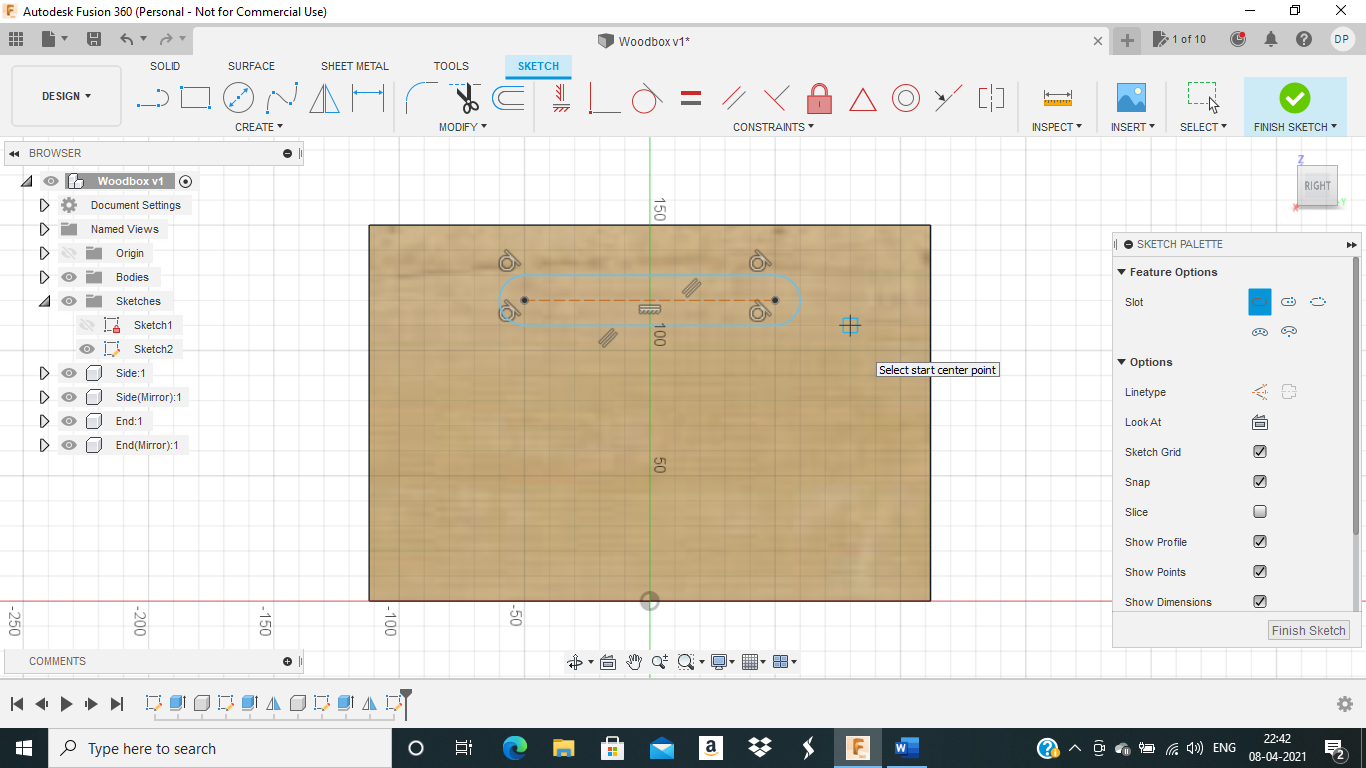 Autodesk Fusion 360 (Personal - Not for Commercial Use)
Woodbox v1*
1 of 10
DP
DESIGN
SOLID
SURFACE
SHEET METAL
TOOLS
SKETCH
CREATE
MODIFY
CONSTRAINTS
INSPECT
INSERT
SELECT
FINISH SKETCH
BROWSER
Woodbox v1
Document Settings
Named Views
Origin
Bodies
Sketches
Sketch1
Sketch2
Side:1
Side(Mirror):1
End:1
End(Mirror):1
150
100
50
-250
-200
-150
-100
-50
Select start center point
Z
RIGHT
X
Y
SKETCH PALETTE
Feature Options
Slot
Options
Linetype
Look At
Sketch Grid
Snap
Slice
Show Profile
Show Points
Show Dimensions
Finish Sketch
COMMENTS
Type here to search
ENG
22:42
08-04-2021
2